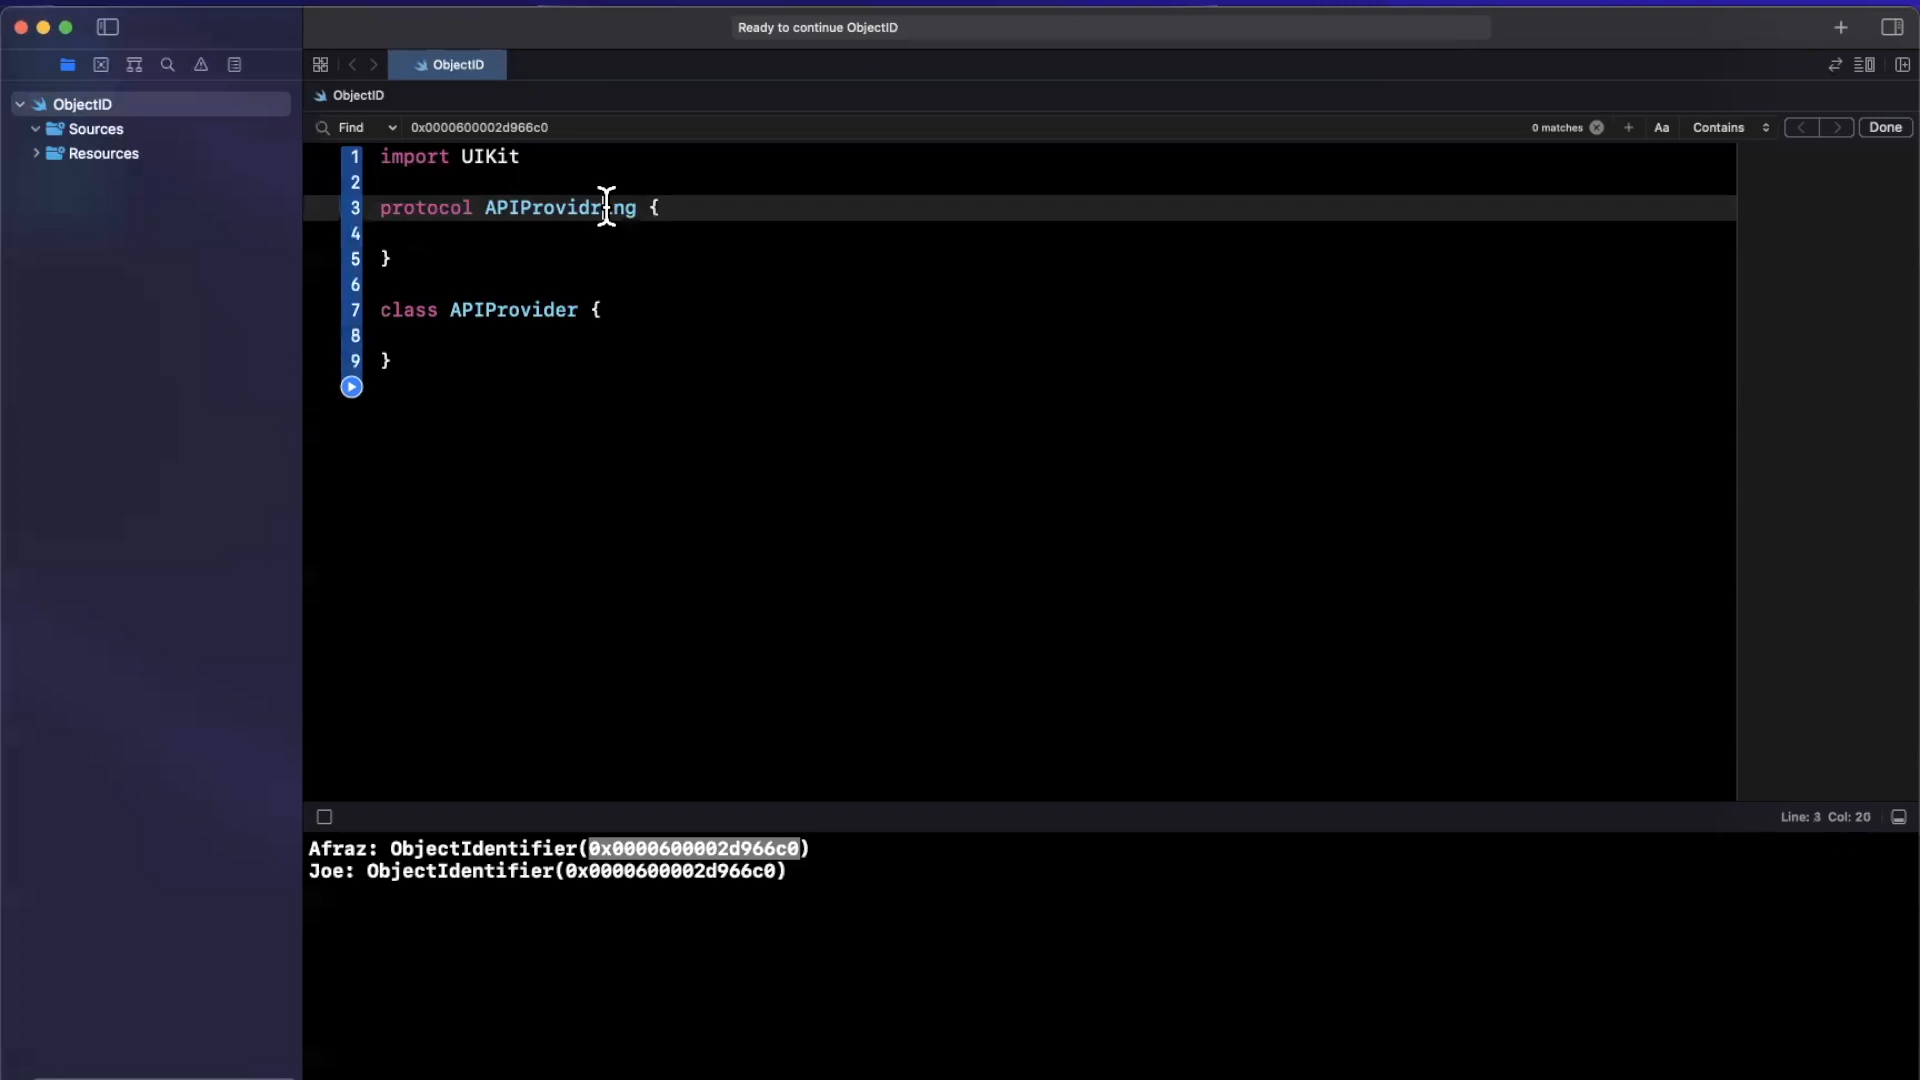 Ready to continue ObjectID
ObjectID
ObjectID
Sources
Resources
ObjectID
Find 0x0000600002d966c0 0 matches Aa Contains Done
1 import UIKit
2
3 protocol APIProvidring {
4
5 }
6
7 class APIProvider {
8
9 }
Line: 3 Col: 20
Afraz: ObjectIdentifier(0x0000600002d966c0)
Joe: ObjectIdentifier(0x0000600002d966c0)